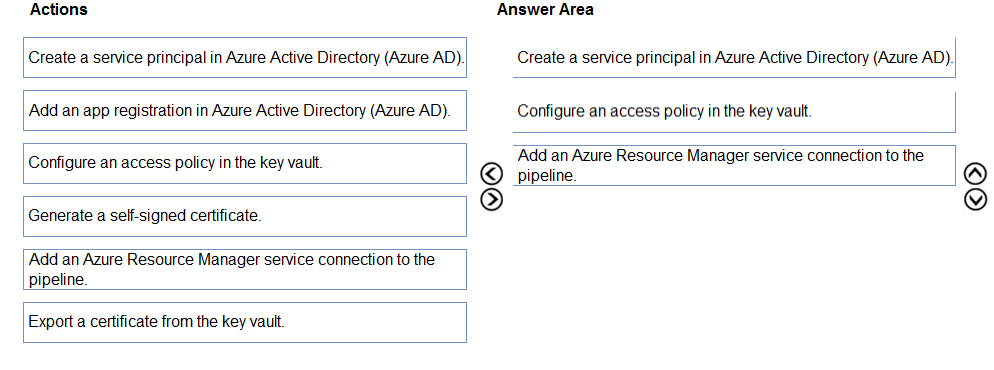 Actions
Create a service principal in Azure Active Directory (Azure AD).
Add an app registration in Azure Active Directory (Azure AD).
Configure an access policy in the key vault.
Generate a self-signed certificate.
Add an Azure Resource Manager service connection to the
pipeline.
Export a certificate from the key vault.
Answer Area
Create a service principal in Azure Active Directory (Azure AD).
Configure an access policy in the key vault.
Add an Azure Resource Manager service connection to the
pipeline.